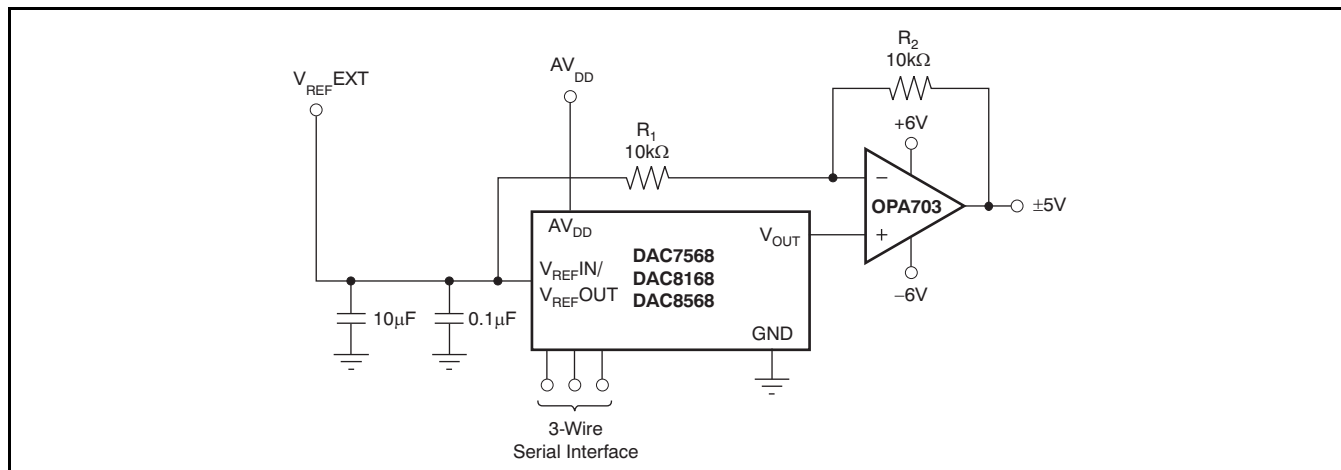 V_REF EXT
AV_DD
R_1
10kΩ
R_2
10kΩ
+6V
−
OPA703
+
−6V
±5V
AV_DD
V_OUT
DAC7568
DAC8168
DAC8568
V_REF IN/
V_REF OUT
GND
10µF
0.1µF
3-Wire
Serial Interface